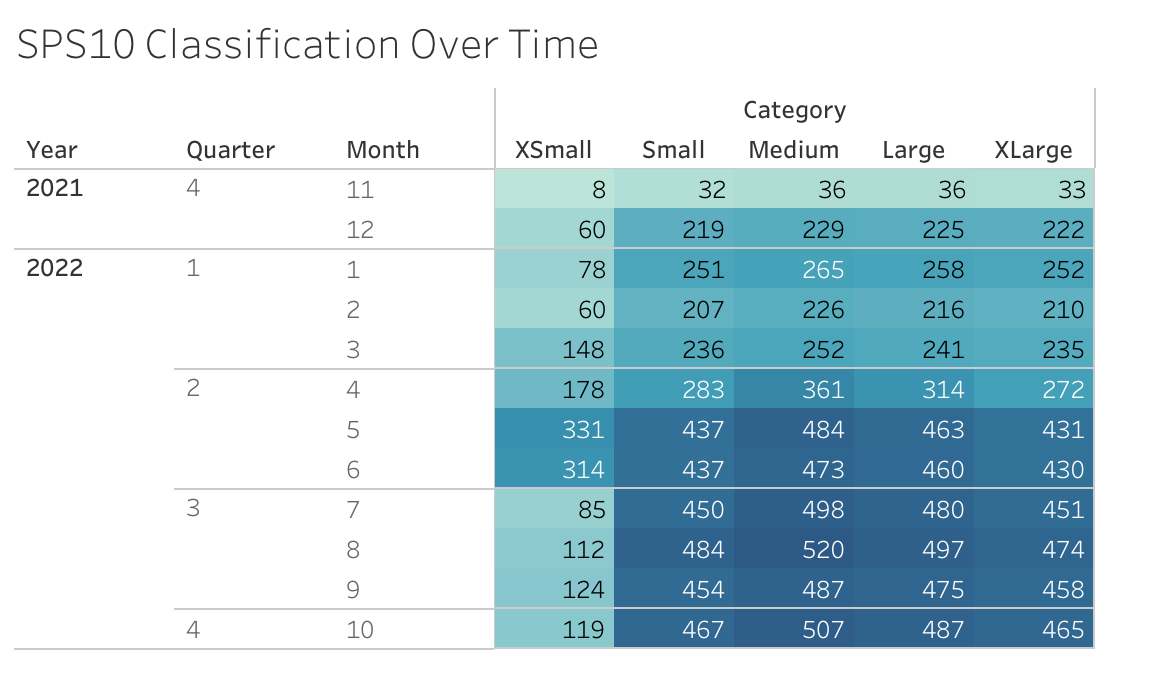 SPS10 Classification Over Time
Category
Year Quarter Month XSmall Small Medium Large XLarge
2021 4 11 8 32 36 36 33
12 60 219 229 225 222
2022 1 1 78 251 265 258 252
2 60 207 226 216 210
3 148 236 252 241 235
2 4 178 283 361 314 272
5 331 437 484 463 431
6 314 437 473 460 430
3 7 85 450 498 480 451
8 112 484 520 497 474
9 124 454 487 475 458
4 10 119 467 507 487 465